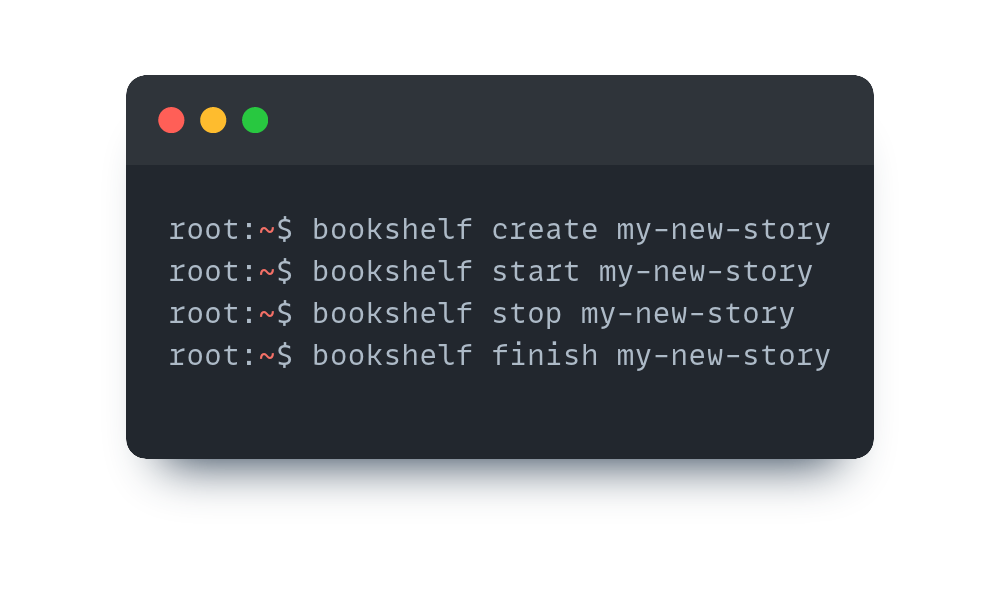 root:~$ bookshelf create my-new-story
root:~$ bookshelf start my-new-story
root:~$ bookshelf stop my-new-story
root:~$ bookshelf finish my-new-story